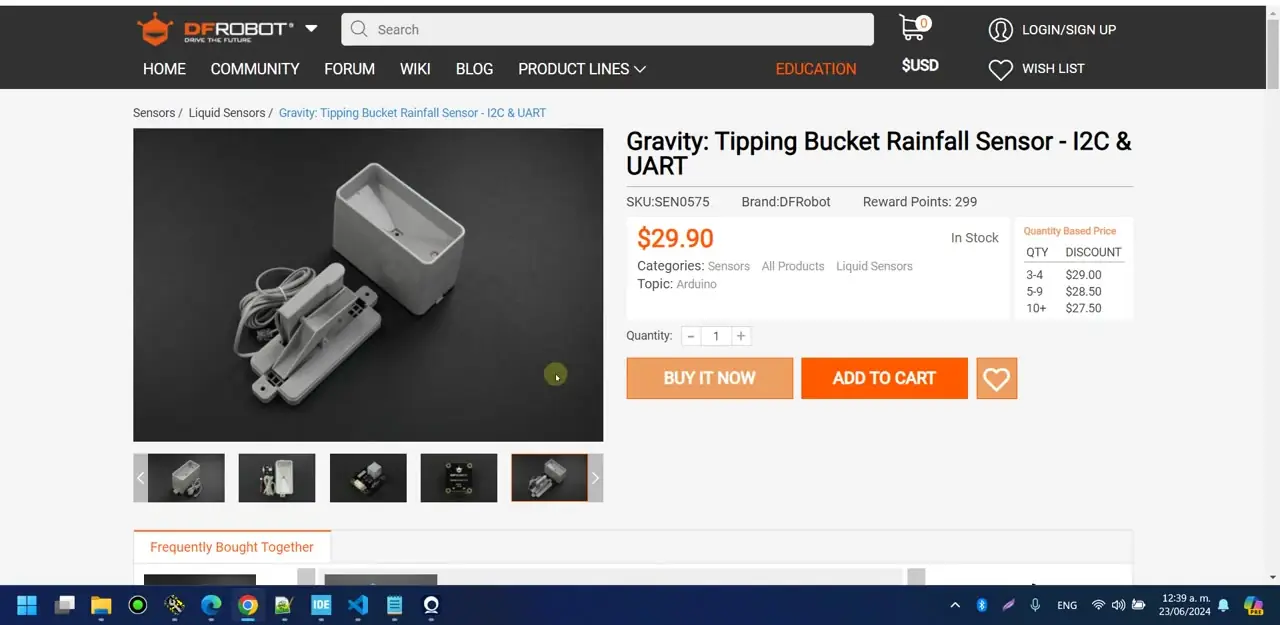 DFROBOT
DRIVE THE FUTURE
Search
0
LOGIN/SIGN UP
HOME COMMUNITY FORUM WIKI BLOG PRODUCT LINES EDUCATION $USD WISH LIST
Sensors / Liquid Sensors / Gravity: Tipping Bucket Rainfall Sensor - I2C & UART
Gravity: Tipping Bucket Rainfall Sensor - I2C &
UART
SKU:SEN0575 Brand:DFRobot Reward Points: 299
$29.90 In Stock
Categories: Sensors All Products Liquid Sensors
Topic: Arduino
Quantity Based Price
QTY DISCOUNT
3-4 $29.00
5-9 $28.50
10+ $27.50
Quantity: - 1 +
BUY IT NOW ADD TO CART
Frequently Bought Together
IDE
ENG
12:39 a. m.
23/06/2024
PRE